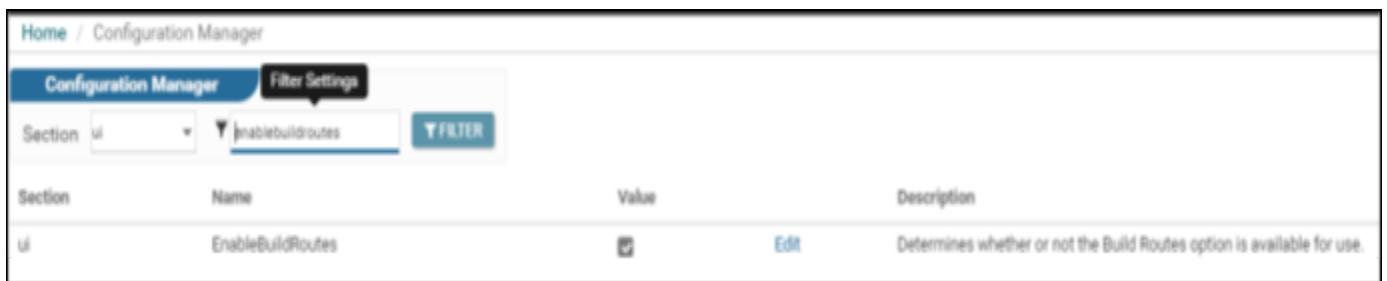 Home / Configuration Manager
Configuration Manager
Filter Settings
Section ui enablebuildroutes FILTER
Section Name Value Description
ui EnableBuildRoutes Edit Determines whether or not the Build Routes option is available for use.